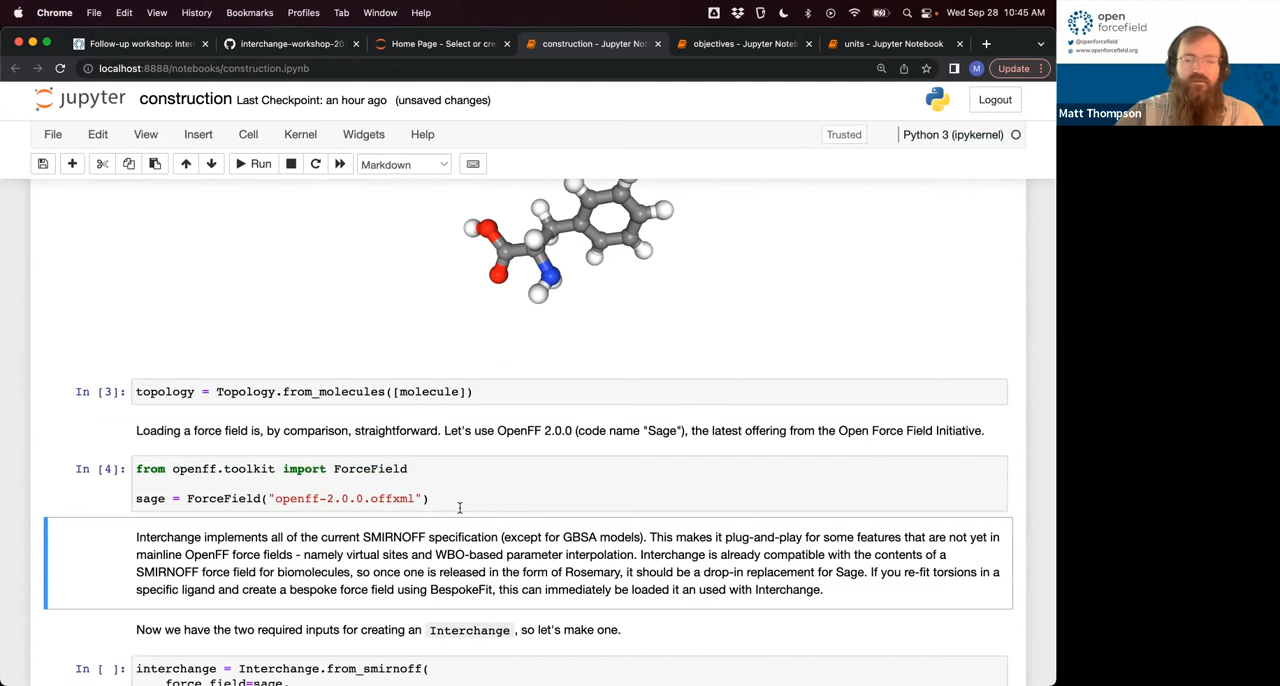 Chrome File Edit View History Bookmarks Profiles Tab Window Help Wed Sep 28 10:45 AM
Follow-up workshop: Inter interchange-workshop-202 Home Page - Select or cre construction - Jupyter Not objectives - Jupyter Noteb units - Jupyter Notebook
localhost:8888/notebooks/construction.ipynb M Update
jupyter construction Last Checkpoint: an hour ago (unsaved changes) Logout
File Edit View Insert Cell Kernel Widgets Help Trusted Python 3 (ipykernel)
Run Markdown
In [3]: topology = Topology.from_molecules([molecule])
Loading a force field is, by comparison, straightforward. Let's use OpenFF 2.0.0 (code name "Sage"), the latest offering from the Open Force Field Initiative.
In [4]: from openff.toolkit import ForceField
sage = ForceField("openff-2.0.0.offxml")
Interchange implements all of the current SMIRNOFF specification (except for GBSA models). This makes it plug-and-play for some features that are not yet in
mainline OpenFF force fields - namely virtual sites and WBO-based parameter interpolation. Interchange is already compatible with the contents of a
SMIRNOFF force field for biomolecules, so once one is released in the form of Rosemary, it should be a drop-in replacement for Sage. If you re-fit torsions in a
specific ligand and create a bespoke force field using BespokeFit, this can immediately be loaded it an used with Interchange.
Now we have the two required inputs for creating an Interchange, so let's make one.
In [ ]: interchange = Interchange.from_smirnoff(
force_field=sage,
open
forcefield
@openforcefield
www.openforcefield.org
Matt Thompson